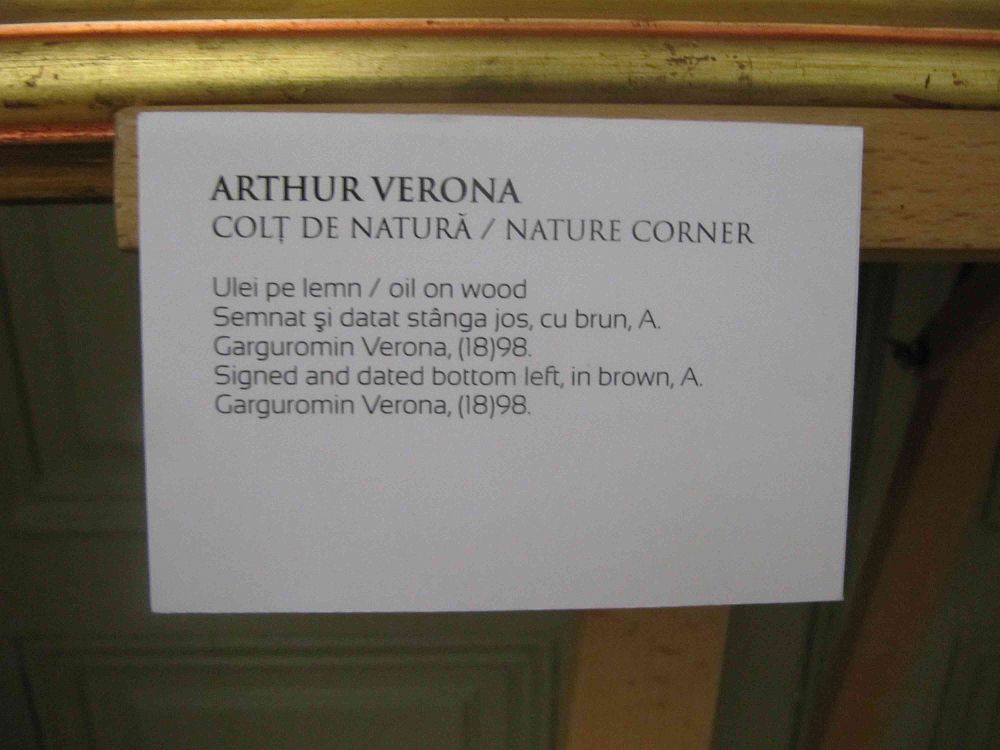 ARTHUR VERONA
COLȚ DE NATURĂ / NATURE CORNER
Ulei pe lemn / oil on wood
Semnat şi datat stânga jos, cu brun, A.
Garguromin Verona, (18)98.
Signed and dated bottom left, in brown, A.
Garguromin Verona, (18)98.